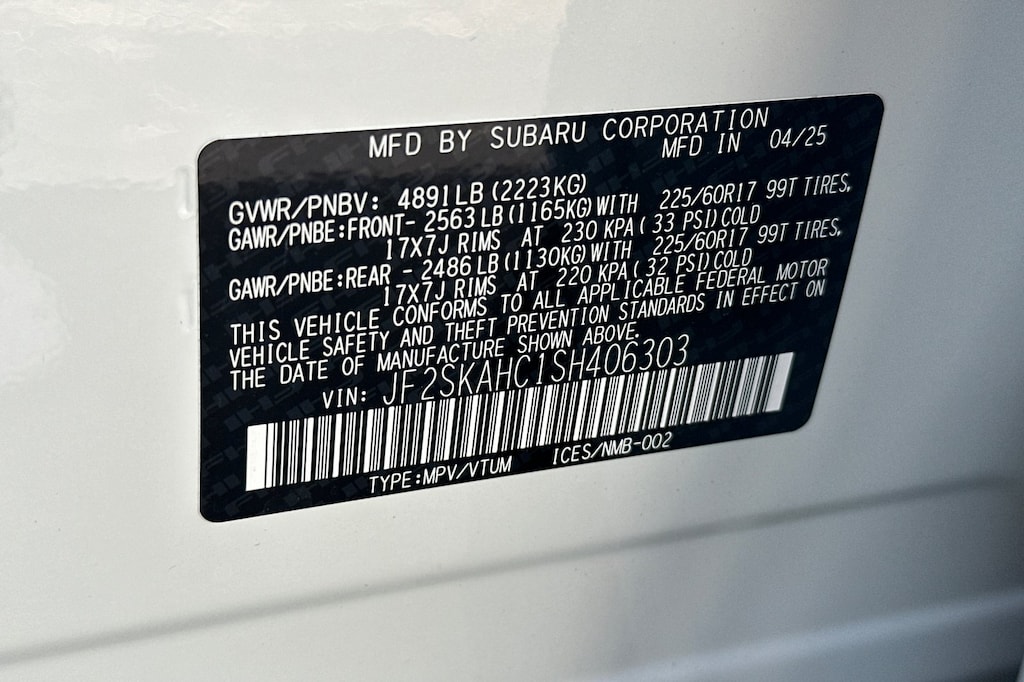 MFD BY SUBARU CORPORATION
MFD IN 04/25
GVWR/PNBV: 4891LB(2223KG)
GAWR/PNBE:FRONT- 2563LB(1165KG)WITH 225/60R17 99T TIRES,
17X7J RIMS AT 230 KPA( 33 PSI)COLD
GAWR/PNBE:REAR - 2486LB(1130KG)WITH 225/60R17 99T TIRES,
17X7J RIMS AT 220 KPA( 32 PSI)COLD
THIS VEHICLE CONFORMS TO ALL APPLICABLE FEDERAL MOTOR
VEHICLE SAFETY AND THEFT PREVENTION STANDARDS IN EFFECT ON
THE DATE OF MANUFACTURE SHOWN ABOVE.
VIN: JF2SKAHC1SH406303
TYPE:MPV/VTUM ICES/NMB-002